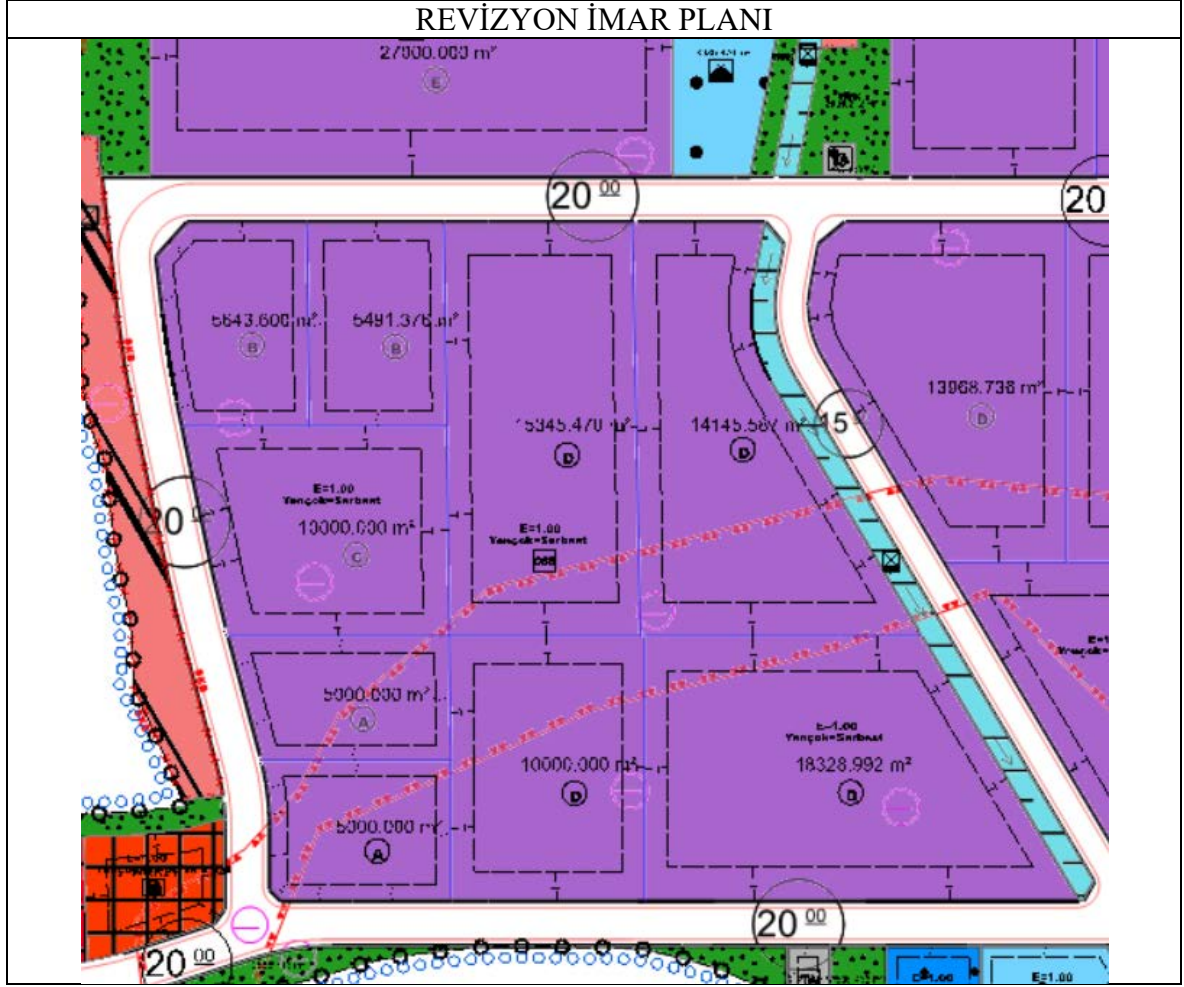 REVİZYON İMAR PLANI
27000.000 m²
E
20 00
20
5643.600 m²
B
5491.376 m²
B
15345.470 m²
D
14145.567 m²
D
15
13968.736 m²
D
E=1.00
Yençok=Serbest
10000.000 m²
C
20
E=1.00
Yençok=Serbest
5000.000 m²
A
10000.000 m²
D
E=1.00
Yençok=Serbest
18328.992 m²
D
5000.000 m²
A
20 00
20 00
E=1.00